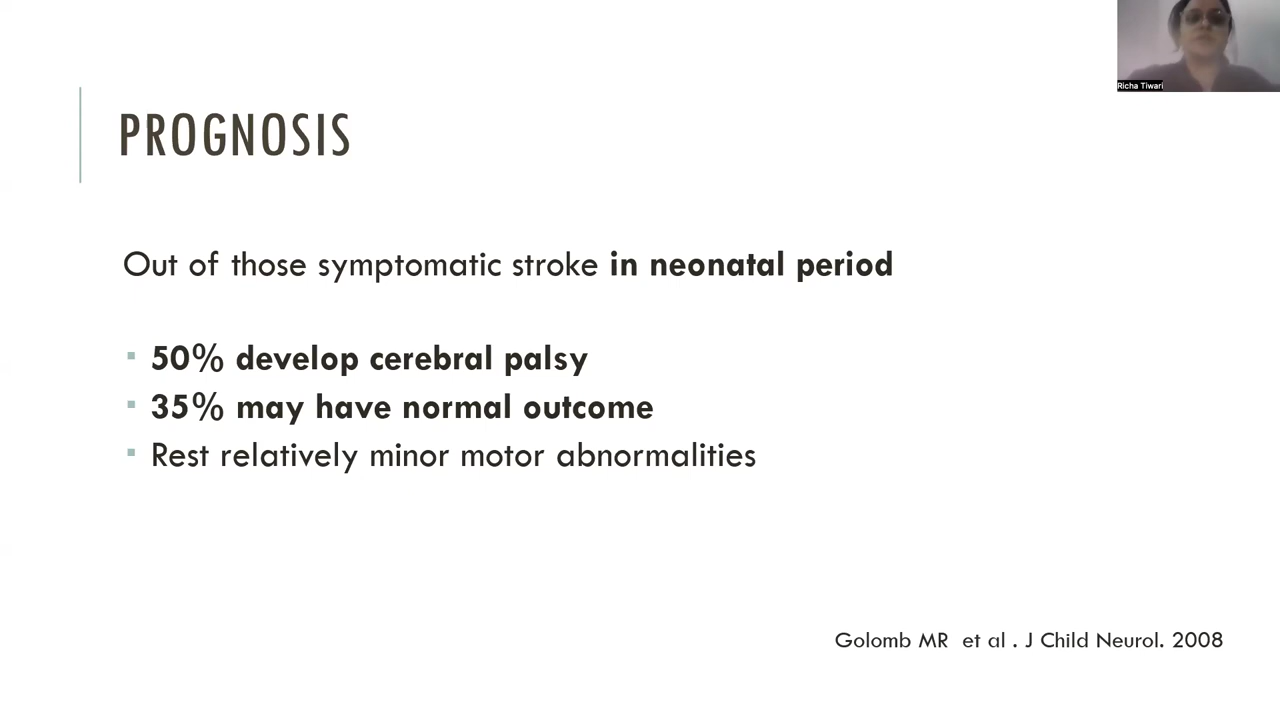 Richa Tiwari
PROGNOSIS
Out of those symptomatic stroke in neonatal period
▪ 50% develop cerebral palsy
▪ 35% may have normal outcome
▪ Rest relatively minor motor abnormalities
Golomb MR et al . J Child Neurol. 2008